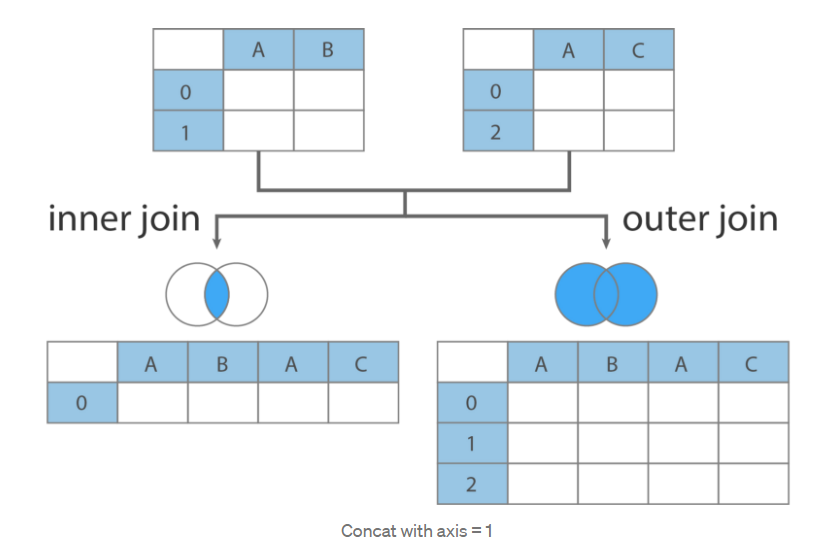 A B
0
1
A C
0
2
inner join
outer join
A B A C
0
A B A C
0
1
2
Concat with axis = 1